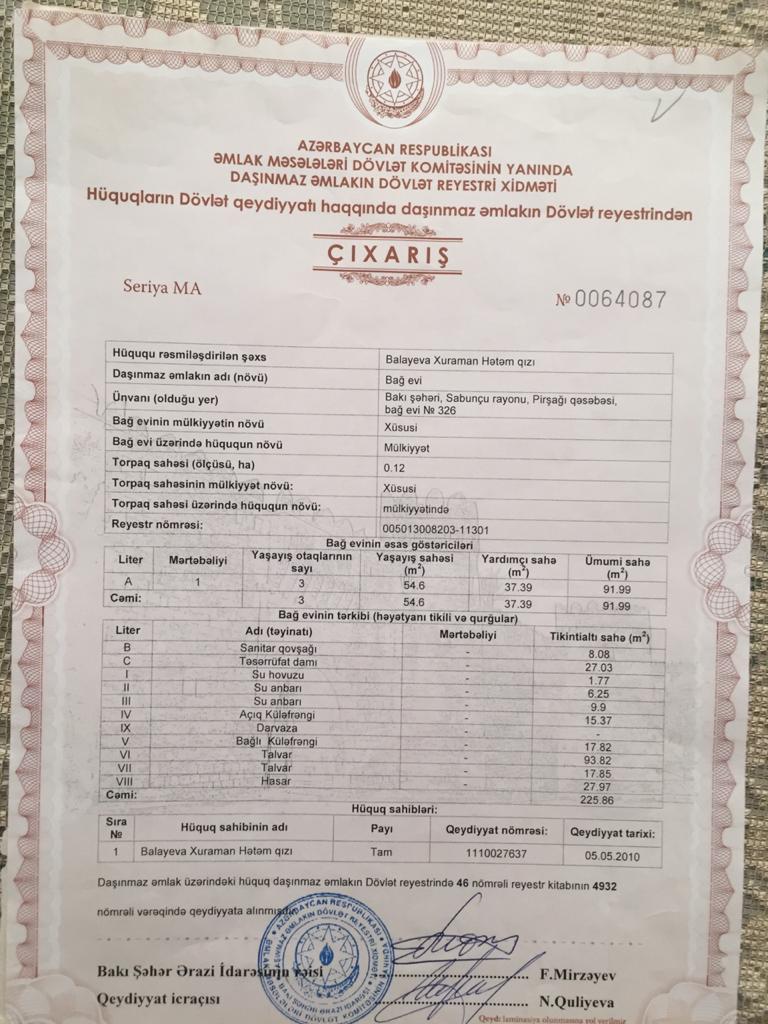 AZƏRBAYCAN RESPUBLİKASI
ƏMLAK MƏSƏLƏLƏRİ DÖVLƏT KOMİTƏSİNİN YANINDA
DAŞINMAZ ƏMLAKIN DÖVLƏT REYESTRİ XİDMƏTİ
Hüquqların Dövlət qeydiyyatı haqqında daşınmaz əmlakın Dövlət reyestrindən
ÇIXARIŞ
Seriya MA № 0064087
Hüququ rəsmiləşdirilən şəxs Balayeva Xuraman Hətəm qızı
Daşınmaz əmlakın adı (növü) Bağ evi
Ünvanı (olduğu yer) Bakı şəhəri, Sabunçu rayonu, Pirşağı qəsəbəsi,
bağ evi № 326
Bağ evinin mülkiyyətin növü Xüsusi
Bağ evi üzərində hüququn növü Mülkiyyət
Torpaq sahəsi (ölçüsü, ha) 0.12
Torpaq sahəsinin mülkiyyət növü: Xüsusi
Torpaq sahəsi üzərində hüququn növü: mülkiyyətində
Reyestr nömrəsi: 005013008203-11301
Bağ evinin əsas göstəriciləri
Liter Mərtəbəliyi Yaşayış otaqlarının sayı Yaşayış sahəsi (m²) Yardımçı sahə (m²) Ümumi sahə (m²)
A 1 3 54.6 37.39 91.99
Cəmi: 3 54.6 37.39 91.99
Bağ evinin tərkibi (həyətyanı tikili və qurğular)
Liter Adı (təyinatı) Mərtəbəliyi Tikintialtı sahə (m²)
B Sanitar qovşağı - 8.08
C Təsərrüfat damı - 27.03
I Su hovuzu - 1.77
II Su anbarı - 6.25
III Su anbarı - 9.9
IV Açıq Küləfrəngi - 15.37
IX Darvaza - -
V Bağlı Küləfrəngi - 17.82
VI Talvar - 93.82
VII Talvar - 17.85
VIII Hasar - 27.97
Cəmi: 225.86
Hüquq sahibləri:
Sıra № Hüquq sahibinin adı Payı Qeydiyyat nömrəsi: Qeydiyyat tarixi:
1 Balayeva Xuraman Hətəm qızı Tam 1110027637 05.05.2010
Daşınmaz əmlak üzərindəki hüquq daşınmaz əmlakın Dövlət reyestrində 46 nömrəli reyestr kitabının 4932
nömrəli vərəqində qeydiyyata alınmışdır
Bakı Şəhər Ərazi İdarəsinin rəisi F.Mirzəyev
Qeydiyyat icraçısı N.Quliyeva
Qeyd: laminasiya olunmasına yol verilmir